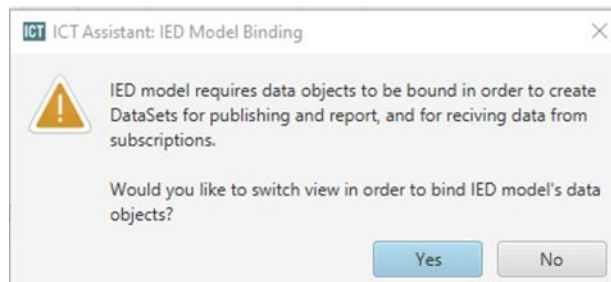 ICT ICT Assistant: IED Model Binding
IED model requires data objects to be bound in order to create
DataSets for publishing and report, and for reciving data from
subscriptions.
Would you like to switch view in order to bind IED model's data
objects?
Yes No